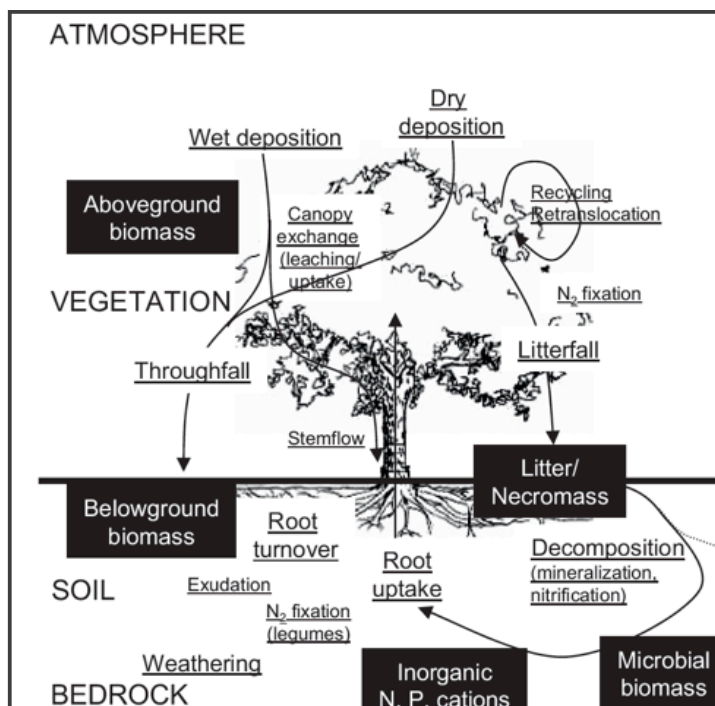 ATMOSPHERE
Dry
deposition
Wet deposition
Aboveground
biomass
Canopy
exchange
(leaching/
uptake)
Recycling
Retranslocation
VEGETATION
N₂ fixation
Throughfall
Litterfall
Stemflow
Litter/
Necromass
Belowground
biomass
Root
turnover
Root
uptake
Decomposition
(mineralization,
nitrification)
SOIL
Exudation
N₂ fixation
(legumes)
Weathering
Inorganic
N, P, cations
Microbial
biomass
BEDROCK